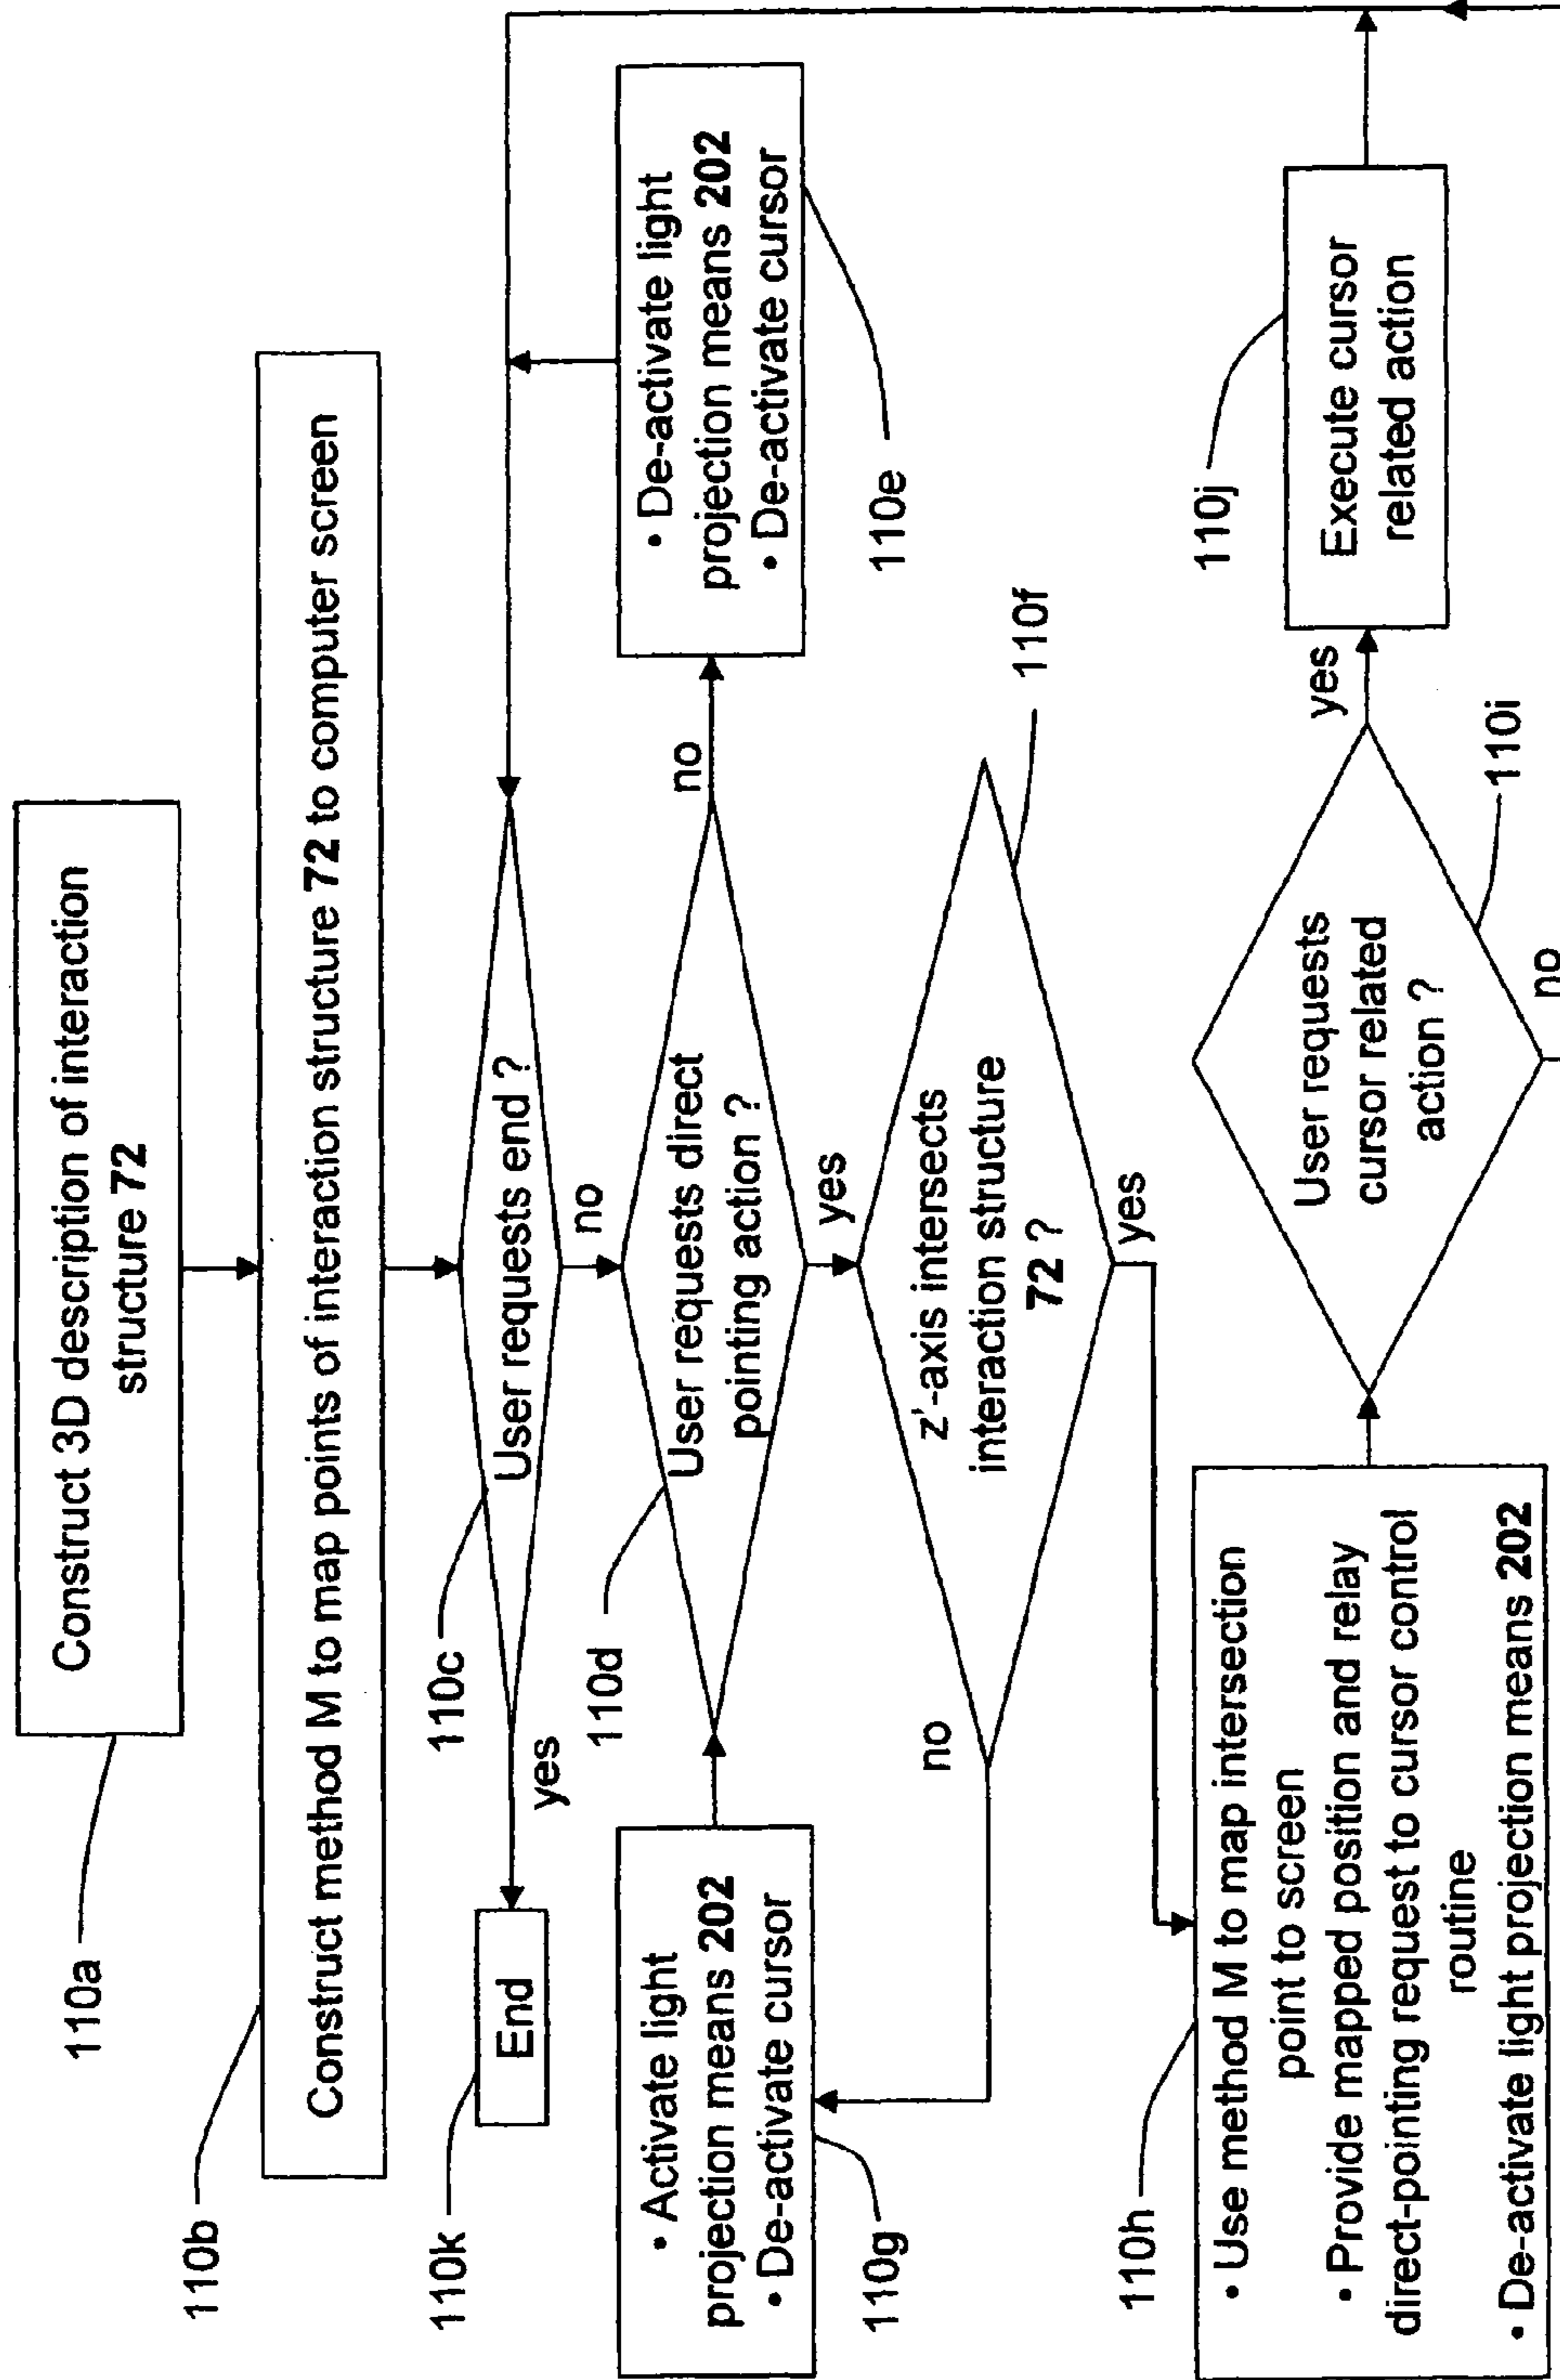 110a
Construct 3D description of interaction
structure 72
110b
Construct method M to map points of interaction structure 72 to computer screen
110k
End
yes
110c
User requests end ?
no
110d
User requests direct
pointing action ?
no
yes
• De-activate light
projection means 202
• De-activate cursor
110e
• Activate light
projection means 202
• De-activate cursor
110g
no
z'-axis intersects
interaction structure
72 ?
110f
yes
110h
• Use method M to map intersection
point to screen
• Provide mapped position and relay
direct-pointing request to cursor control
routine
• De-activate light projection means 202
User requests
cursor related
action ?
110i
no
yes
110j
Execute cursor
related action